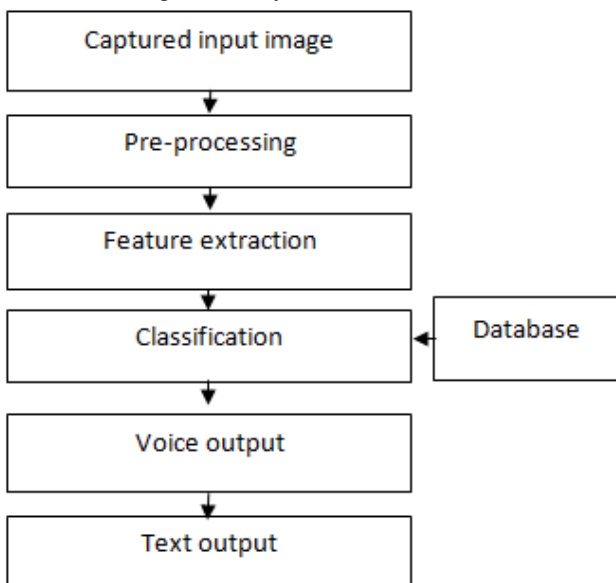 Captured input image
Pre-processing
Feature extraction
Classification
Database
Voice output
Text output